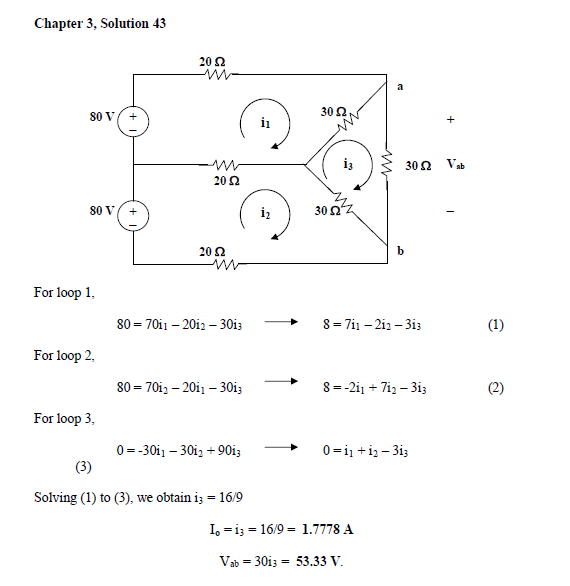 Chapter 3, Solution 43
20 Ω
a
80 V
+
–
i₁
30 Ω
+
i₃
30 Ω
Vab
20 Ω
80 V
+
–
i₂
30 Ω
–
20 Ω
b
For loop 1,
80 = 70i₁ – 20i₂ – 30i₃ ⟶ 8 = 7i₁ – 2i₂ – 3i₃ (1)
For loop 2,
80 = 70i₂ – 20i₁ – 30i₃ ⟶ 8 = -2i₁ + 7i₂ – 3i₃ (2)
For loop 3,
0 = -30i₁ – 30i₂ + 90i₃ ⟶ 0 = i₁ + i₂ – 3i₃
(3)
Solving (1) to (3), we obtain i₃ = 16/9
Iₒ = i₃ = 16/9 = 1.7778 A
Vab = 30i₃ = 53.33 V.